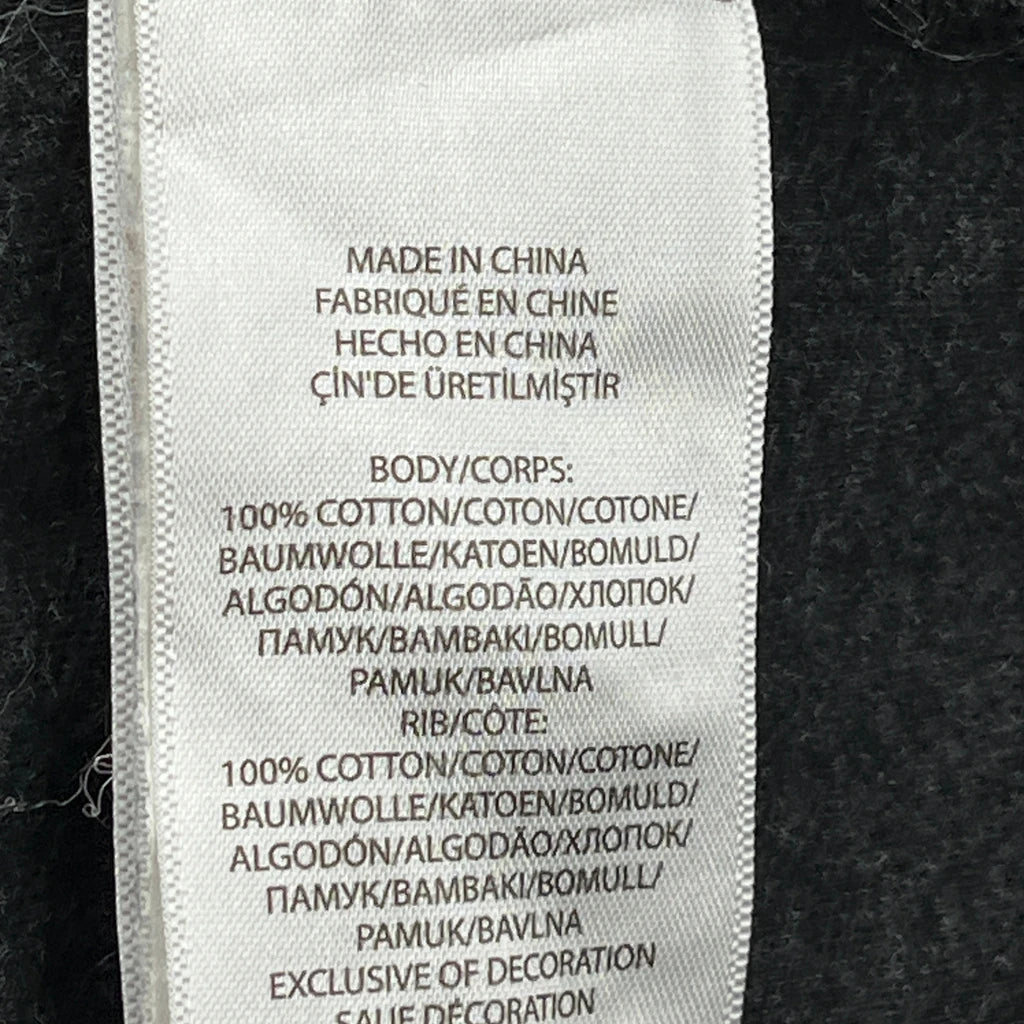 MADE IN CHINA
FABRIQUÉ EN CHINE
HECHO EN CHINA
ÇİN'DE ÜRETİLMİŞTİR
BODY/CORPS:
100% COTTON/COTON/COTONE/
BAUMWOLLE/KATOEN/BOMULD/
ALGODÓN/ALGODÃO/ХЛОПОК/
ПАМУК/BAMBAKI/BOMULL/
PAMUK/BAVLNA
RIB/CÔTE:
100% COTTON/COTON/COTONE/
BAUMWOLLE/KATOEN/BOMULD/
ALGODÓN/ALGODÃO/ХЛОПОК/
ПАМУК/BAMBAKI/BOMULL/
PAMUK/BAVLNA
EXCLUSIVE OF DECORATION
SAUF DÉCORATION